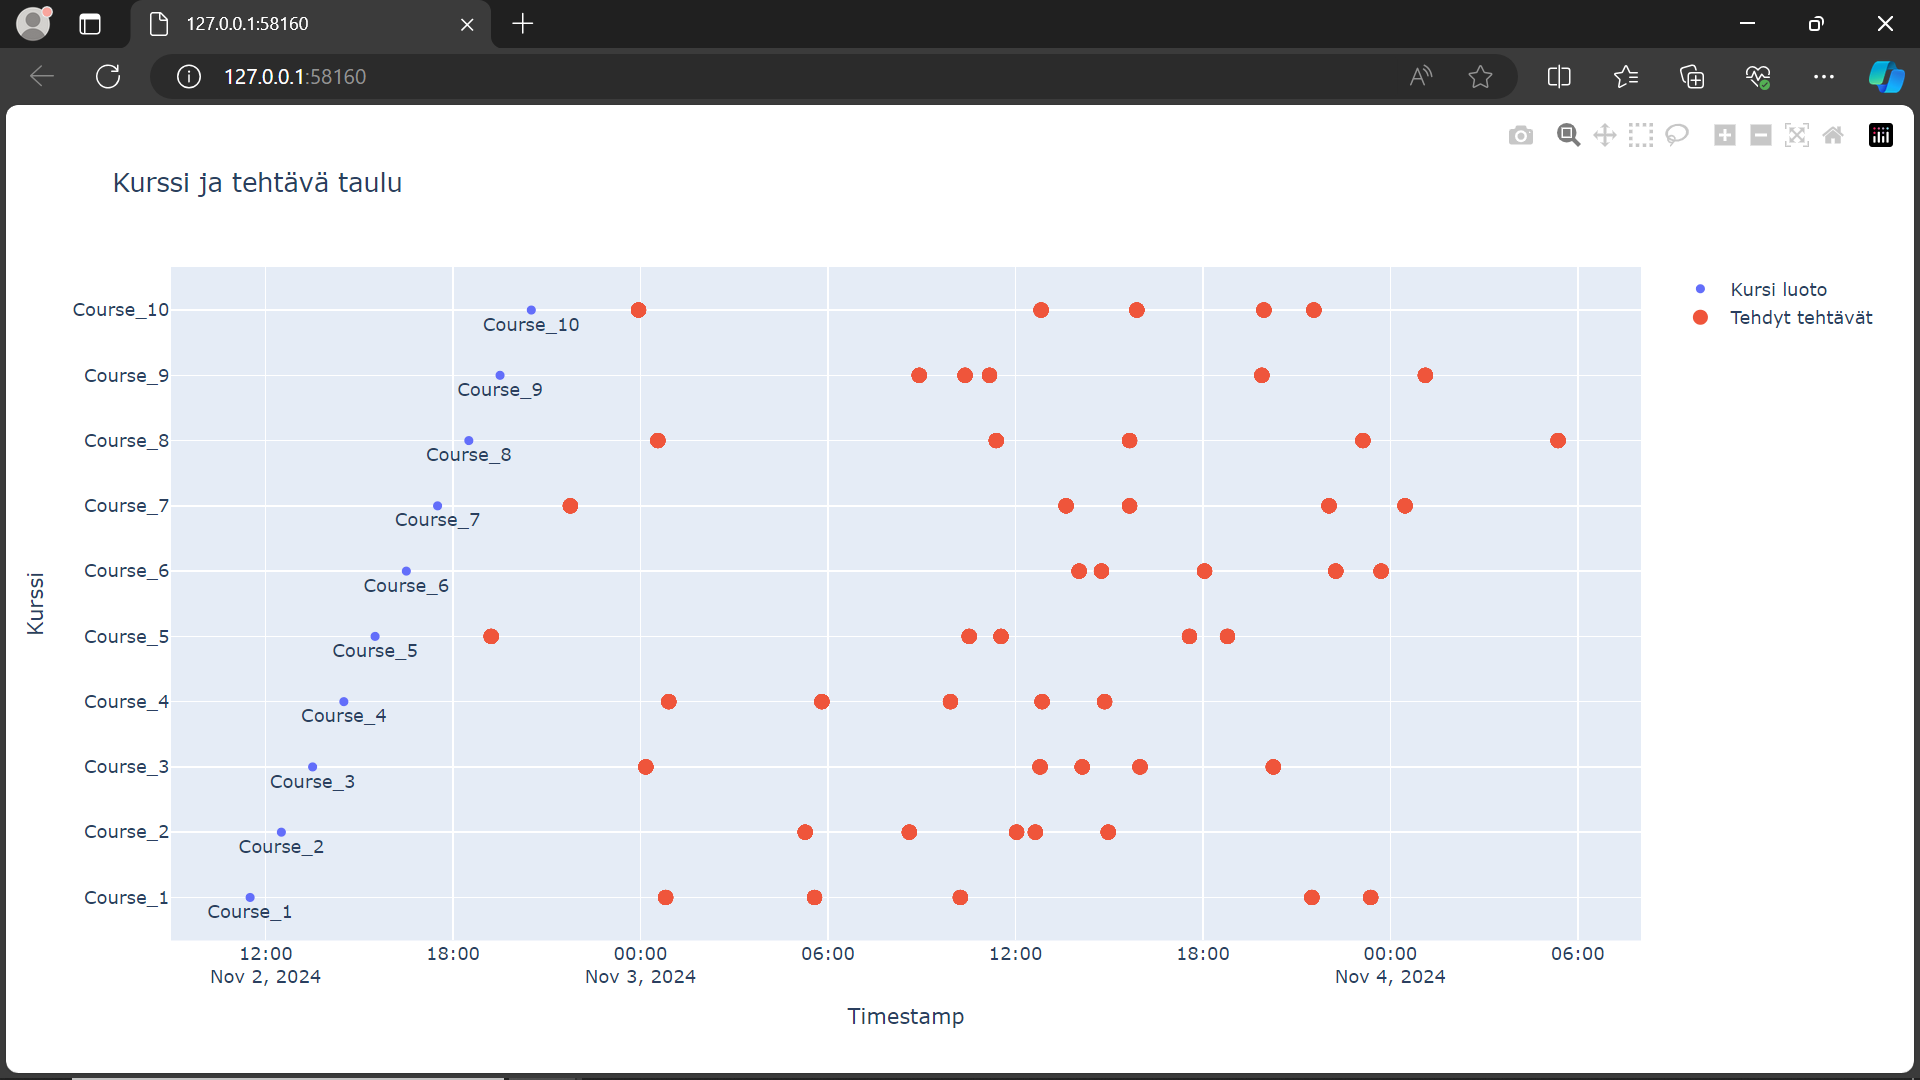 127.0.0.1:58160
127.0.0.1:58160
Kurssi ja tehtävä taulu
Kursi luoto
Tehdyt tehtävät
Kurssi
Course_10
Course_10
Course_9
Course_9
Course_8
Course_8
Course_7
Course_7
Course_6
Course_6
Course_5
Course_5
Course_4
Course_4
Course_3
Course_3
Course_2
Course_2
Course_1
Course_1
12:00 18:00 00:00 06:00 12:00 18:00 00:00 06:00
Nov 2, 2024 Nov 3, 2024 Nov 4, 2024
Timestamp